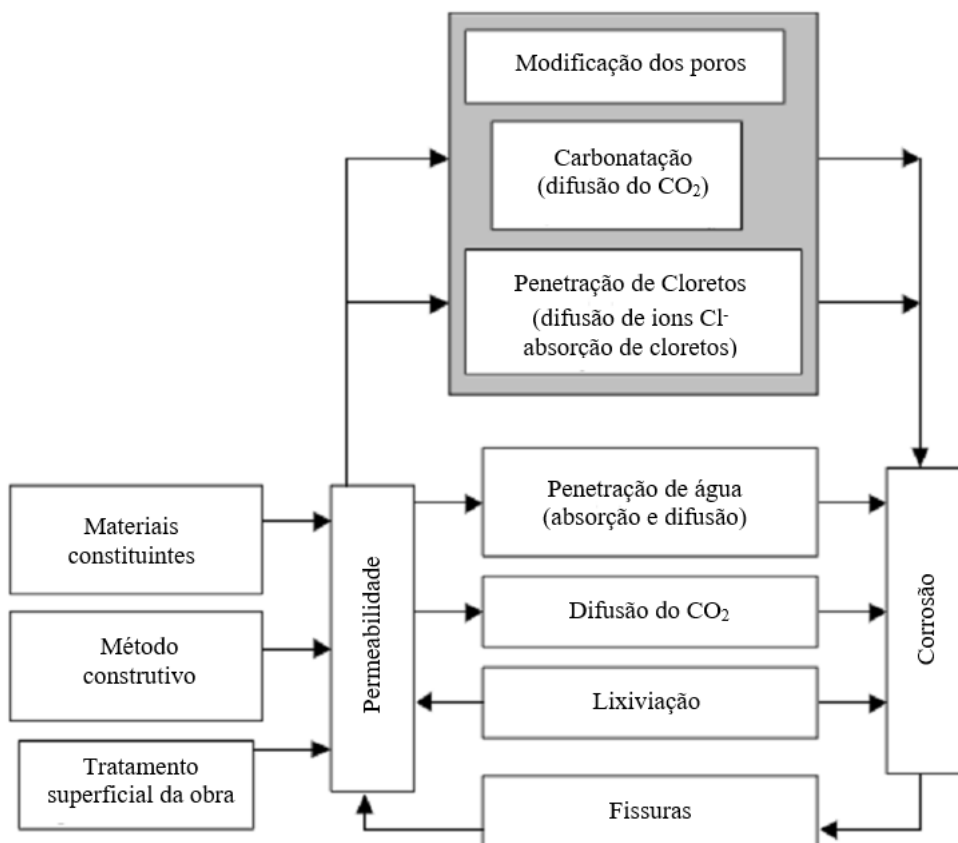 Modificação dos poros
Carbonatação
(difusão do CO₂)
Penetração de Cloretos
(difusão de ions Cl-
absorção de cloretos)
Materiais
constituintes
Método
construtivo
Tratamento
superficial da obra
Permeabilidade
Penetração de água
(absorção e difusão)
Difusão do CO₂
Lixiviação
Fissuras
Corrosão